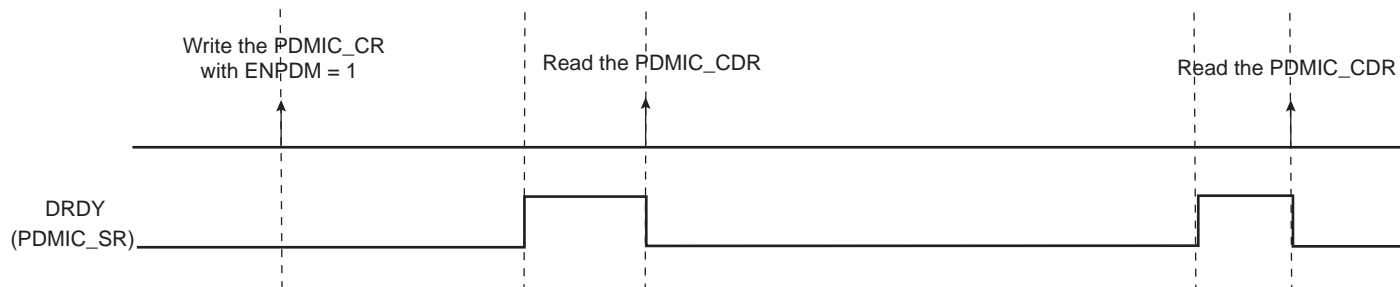 Write the PDMIC_CR
with ENPDM = 1
Read the PDMIC_CDR
Read the PDMIC_CDR
DRDY
(PDMIC_SR)